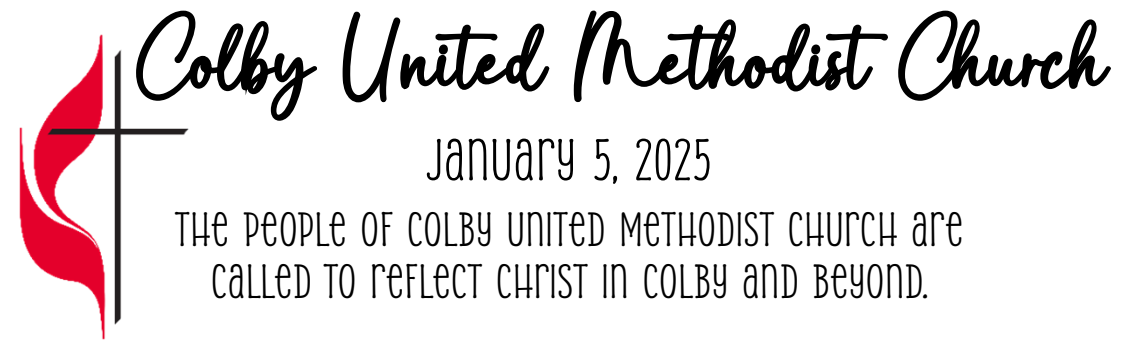 Colby United Methodist Church
January 5, 2025
The people of Colby United Methodist Church are
called to reflect Christ in Colby and beyond.